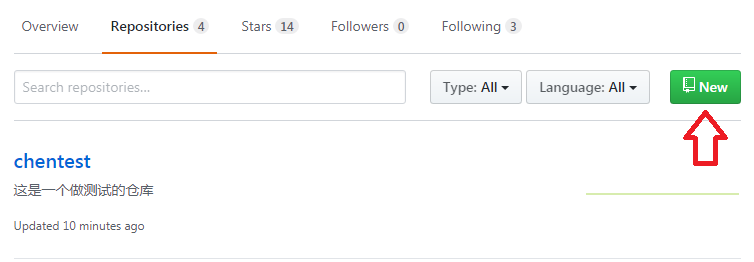 Overview Repositories 4 Stars 14 Followers 0 Following 3
Search repositories... Type: All Language: All New
chentest
这是一个做测试的仓库
Updated 10 minutes ago